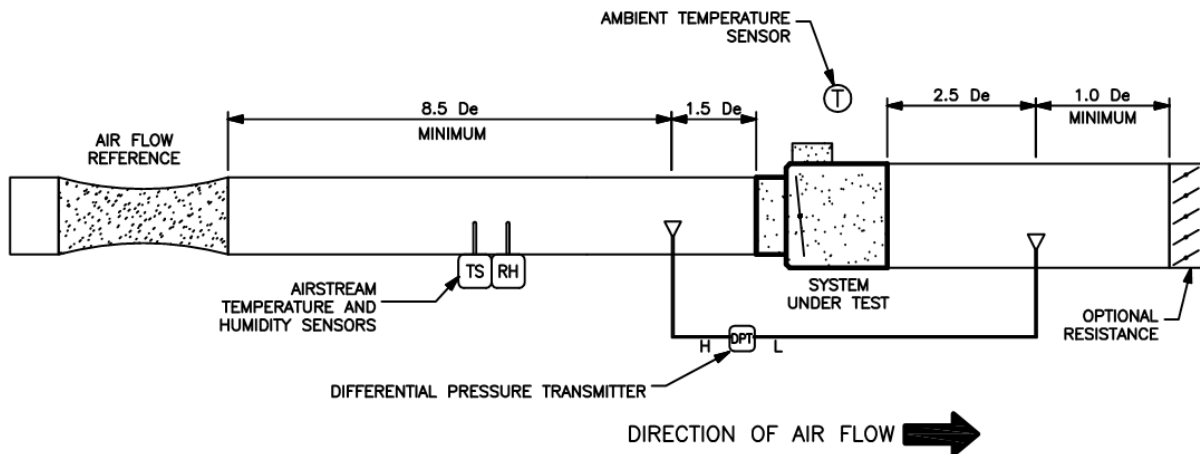 AMBIENT TEMPERATURE
SENSOR
T
8.5 De
MINIMUM
1.5 De
2.5 De
1.0 De
MINIMUM
AIR FLOW
REFERENCE
TS
RH
AIRSTREAM
TEMPERATURE AND
HUMIDITY SENSORS
SYSTEM
UNDER TEST
OPTIONAL
RESISTANCE
H
DPT
L
DIFFERENTIAL PRESSURE TRANSMITTER
DIRECTION OF AIR FLOW